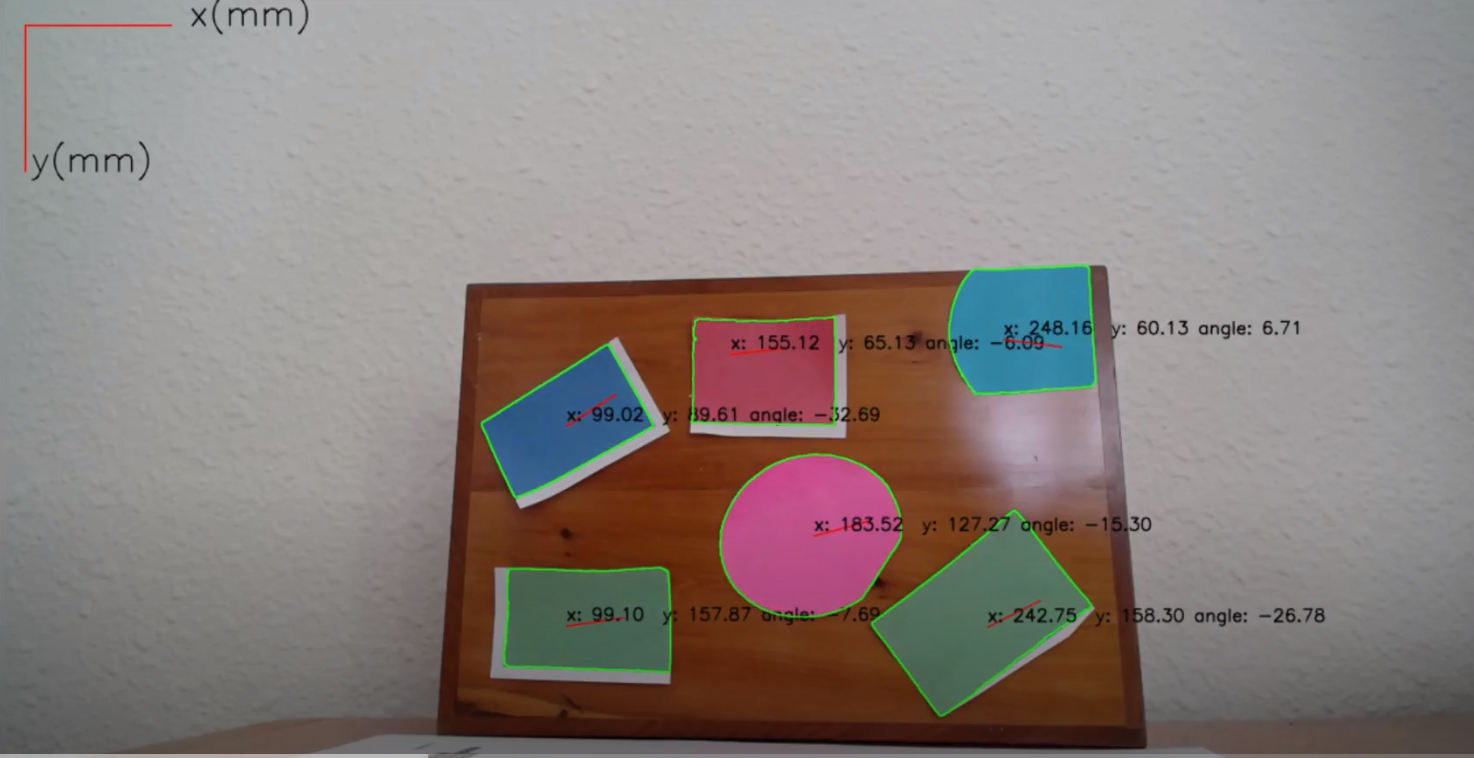 x(mm)
y(mm)
x: 248.16 y: 60.13 angle: 6.71
x: 155.12 y: 65.13 angle: -6.09
x: 99.02 y: 89.61 angle: -32.69
x: 183.52 y: 127.27 angle: -15.30
x: 99.10 y: 157.87 angle: -7.69
x: 242.75 y: 158.30 angle: -26.78